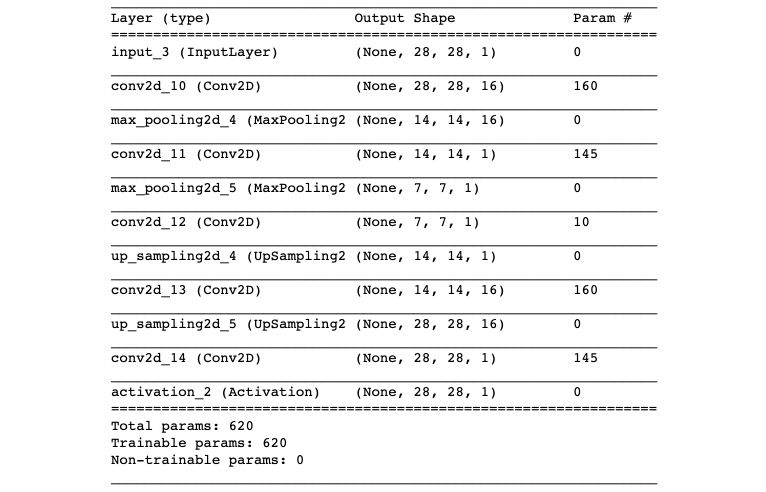 Layer (type) Output Shape Param #
=================================================================
input_3 (InputLayer) (None, 28, 28, 1) 0
conv2d_10 (Conv2D) (None, 28, 28, 16) 160
max_pooling2d_4 (MaxPooling2 (None, 14, 14, 16) 0
conv2d_11 (Conv2D) (None, 14, 14, 1) 145
max_pooling2d_5 (MaxPooling2 (None, 7, 7, 1) 0
conv2d_12 (Conv2D) (None, 7, 7, 1) 10
up_sampling2d_4 (UpSampling2 (None, 14, 14, 1) 0
conv2d_13 (Conv2D) (None, 14, 14, 16) 160
up_sampling2d_5 (UpSampling2 (None, 28, 28, 16) 0
conv2d_14 (Conv2D) (None, 28, 28, 1) 145
activation_2 (Activation) (None, 28, 28, 1) 0
=================================================================
Total params: 620
Trainable params: 620
Non-trainable params: 0